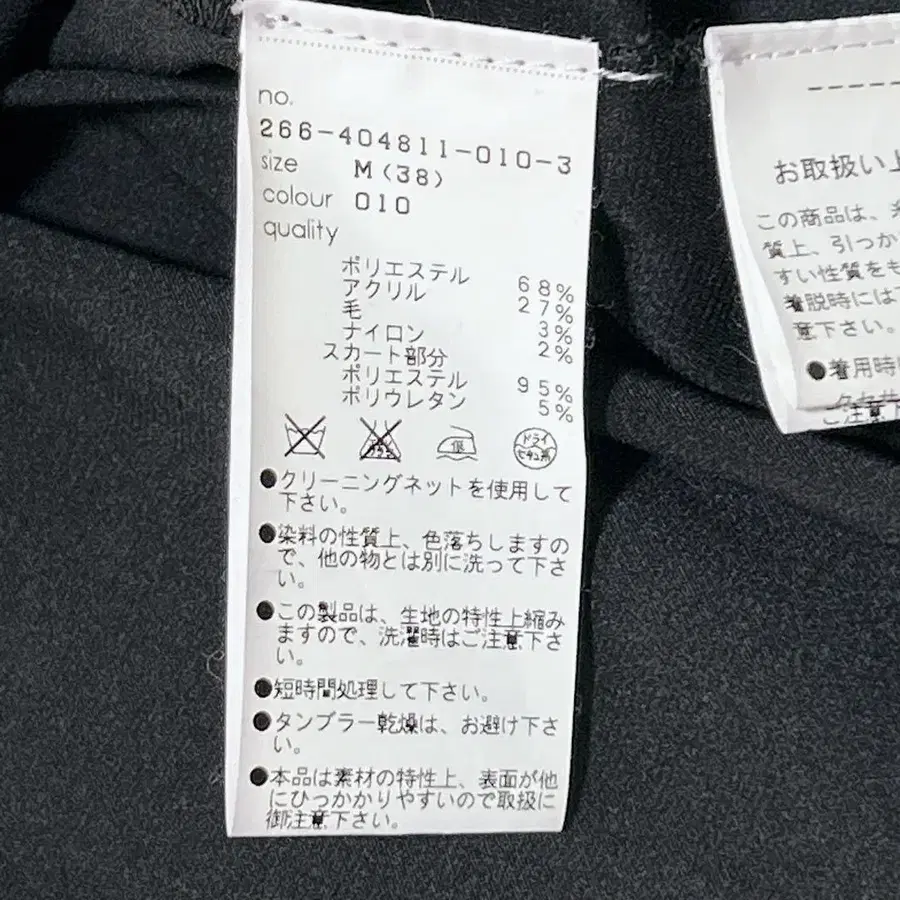 no.
266-404811-010-3
size M(38)
colour 010
quality
ポリエステル 68%
アクリル 27%
毛 3%
ナイロン 2%
スカート部分
ポリエステル 95%
ポリウレタン 5%
低
ドライ
●クリーニングネットを使用して
下さい。
●染料の性質上、色落ちしますの
で、他の物とは別に洗って下さ
い。
●この製品は、生地の特性上縮み
ますので、洗濯時はご注意下さ
い。
●短時間処理して下さい。
●タンブラー乾燥は、お避け下さ
い。
●本品は素材の特性上、表面が他
にひっかかりやすいので取扱に
御注意下さい。
お取扱い上
この商品は、
質上、引っか
すい性質をも
着脱時には
意下さい。
●着用時
ご注意下